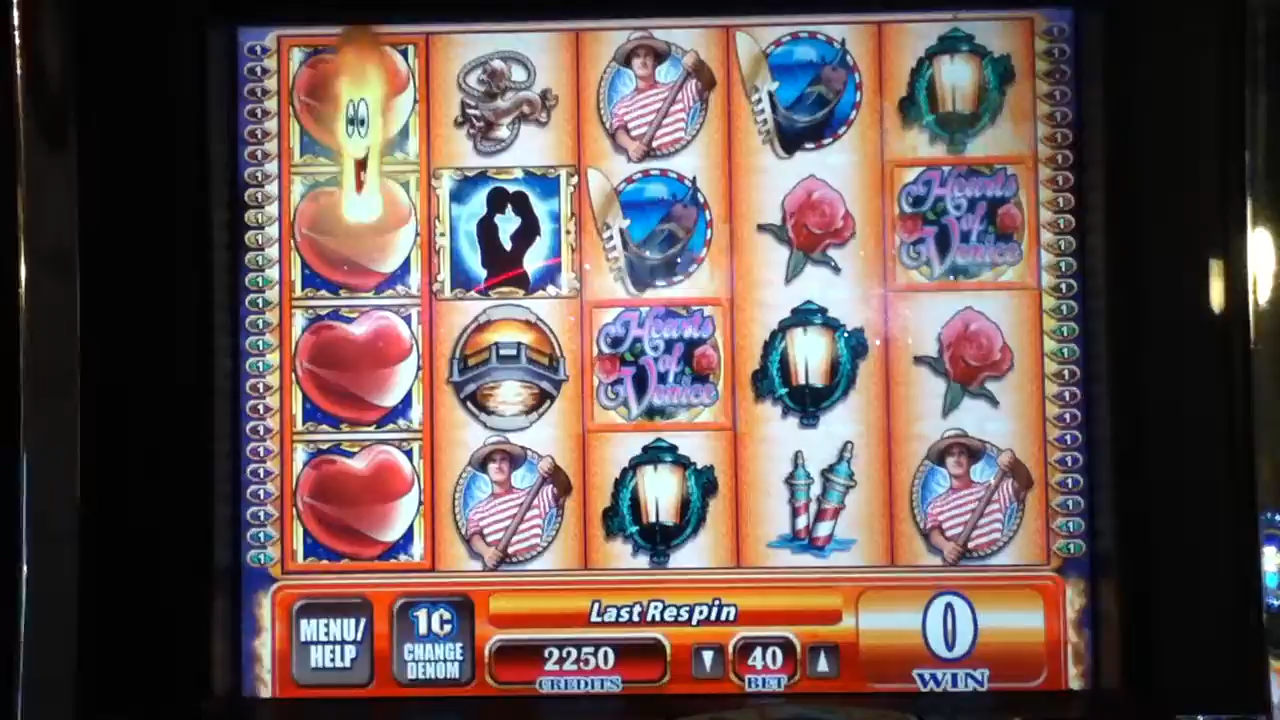 Hearts
of
Venice
Hearts
of
Venice
MENU/
HELP
1¢
CHANGE
DENOM
Last Respin
2250
CREDITS
40
BET
0
WIN